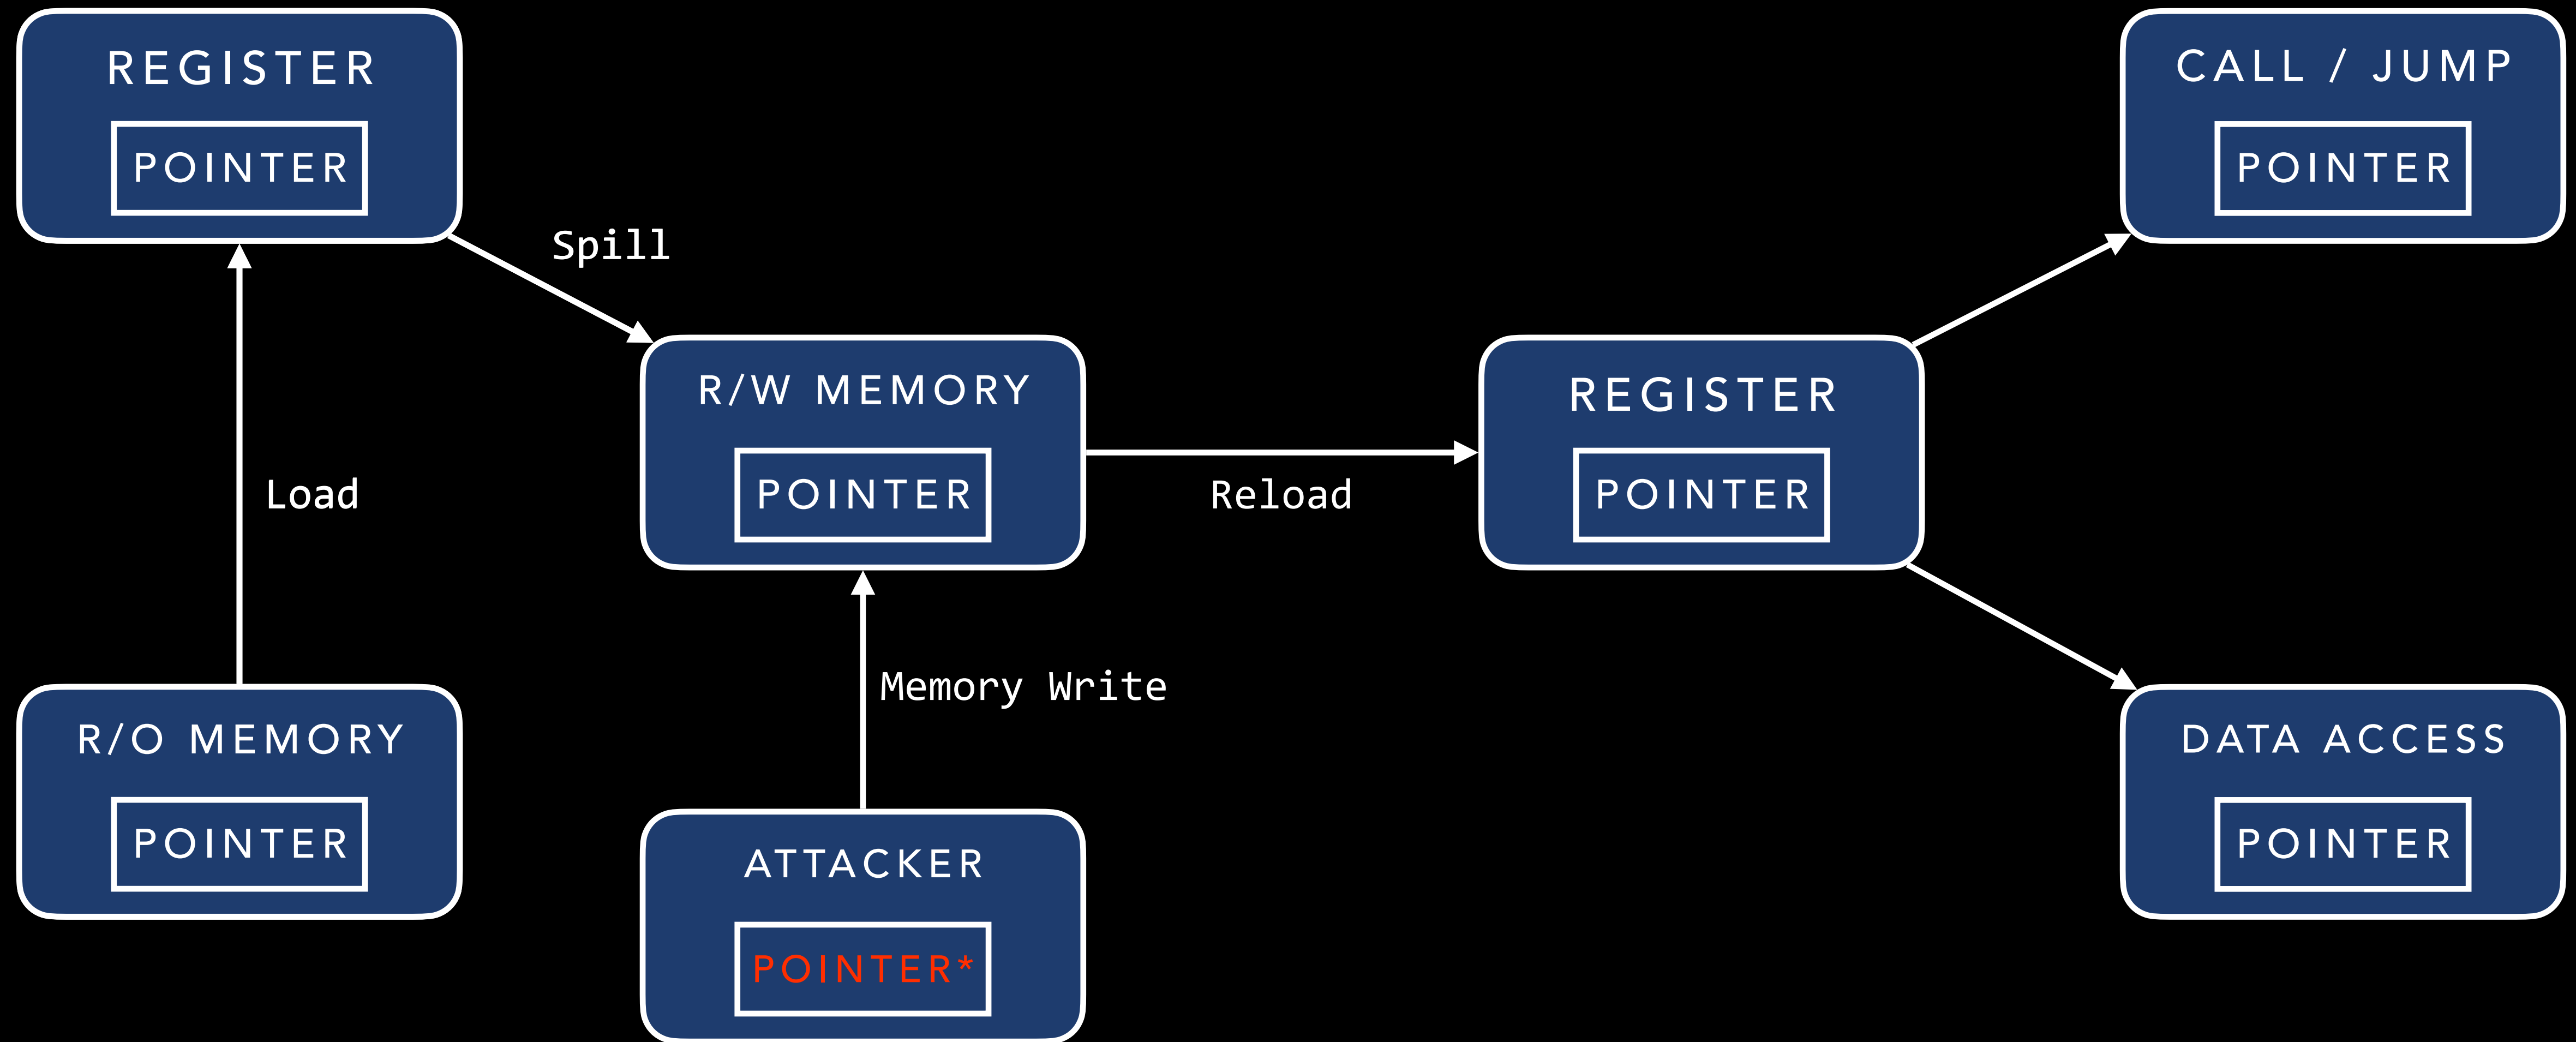 REGISTER
POINTER
CALL / JUMP
POINTER
Spill
R/W MEMORY
POINTER
REGISTER
POINTER
Load
Reload
Memory Write
R/O MEMORY
POINTER
DATA ACCESS
POINTER
ATTACKER
POINTER*